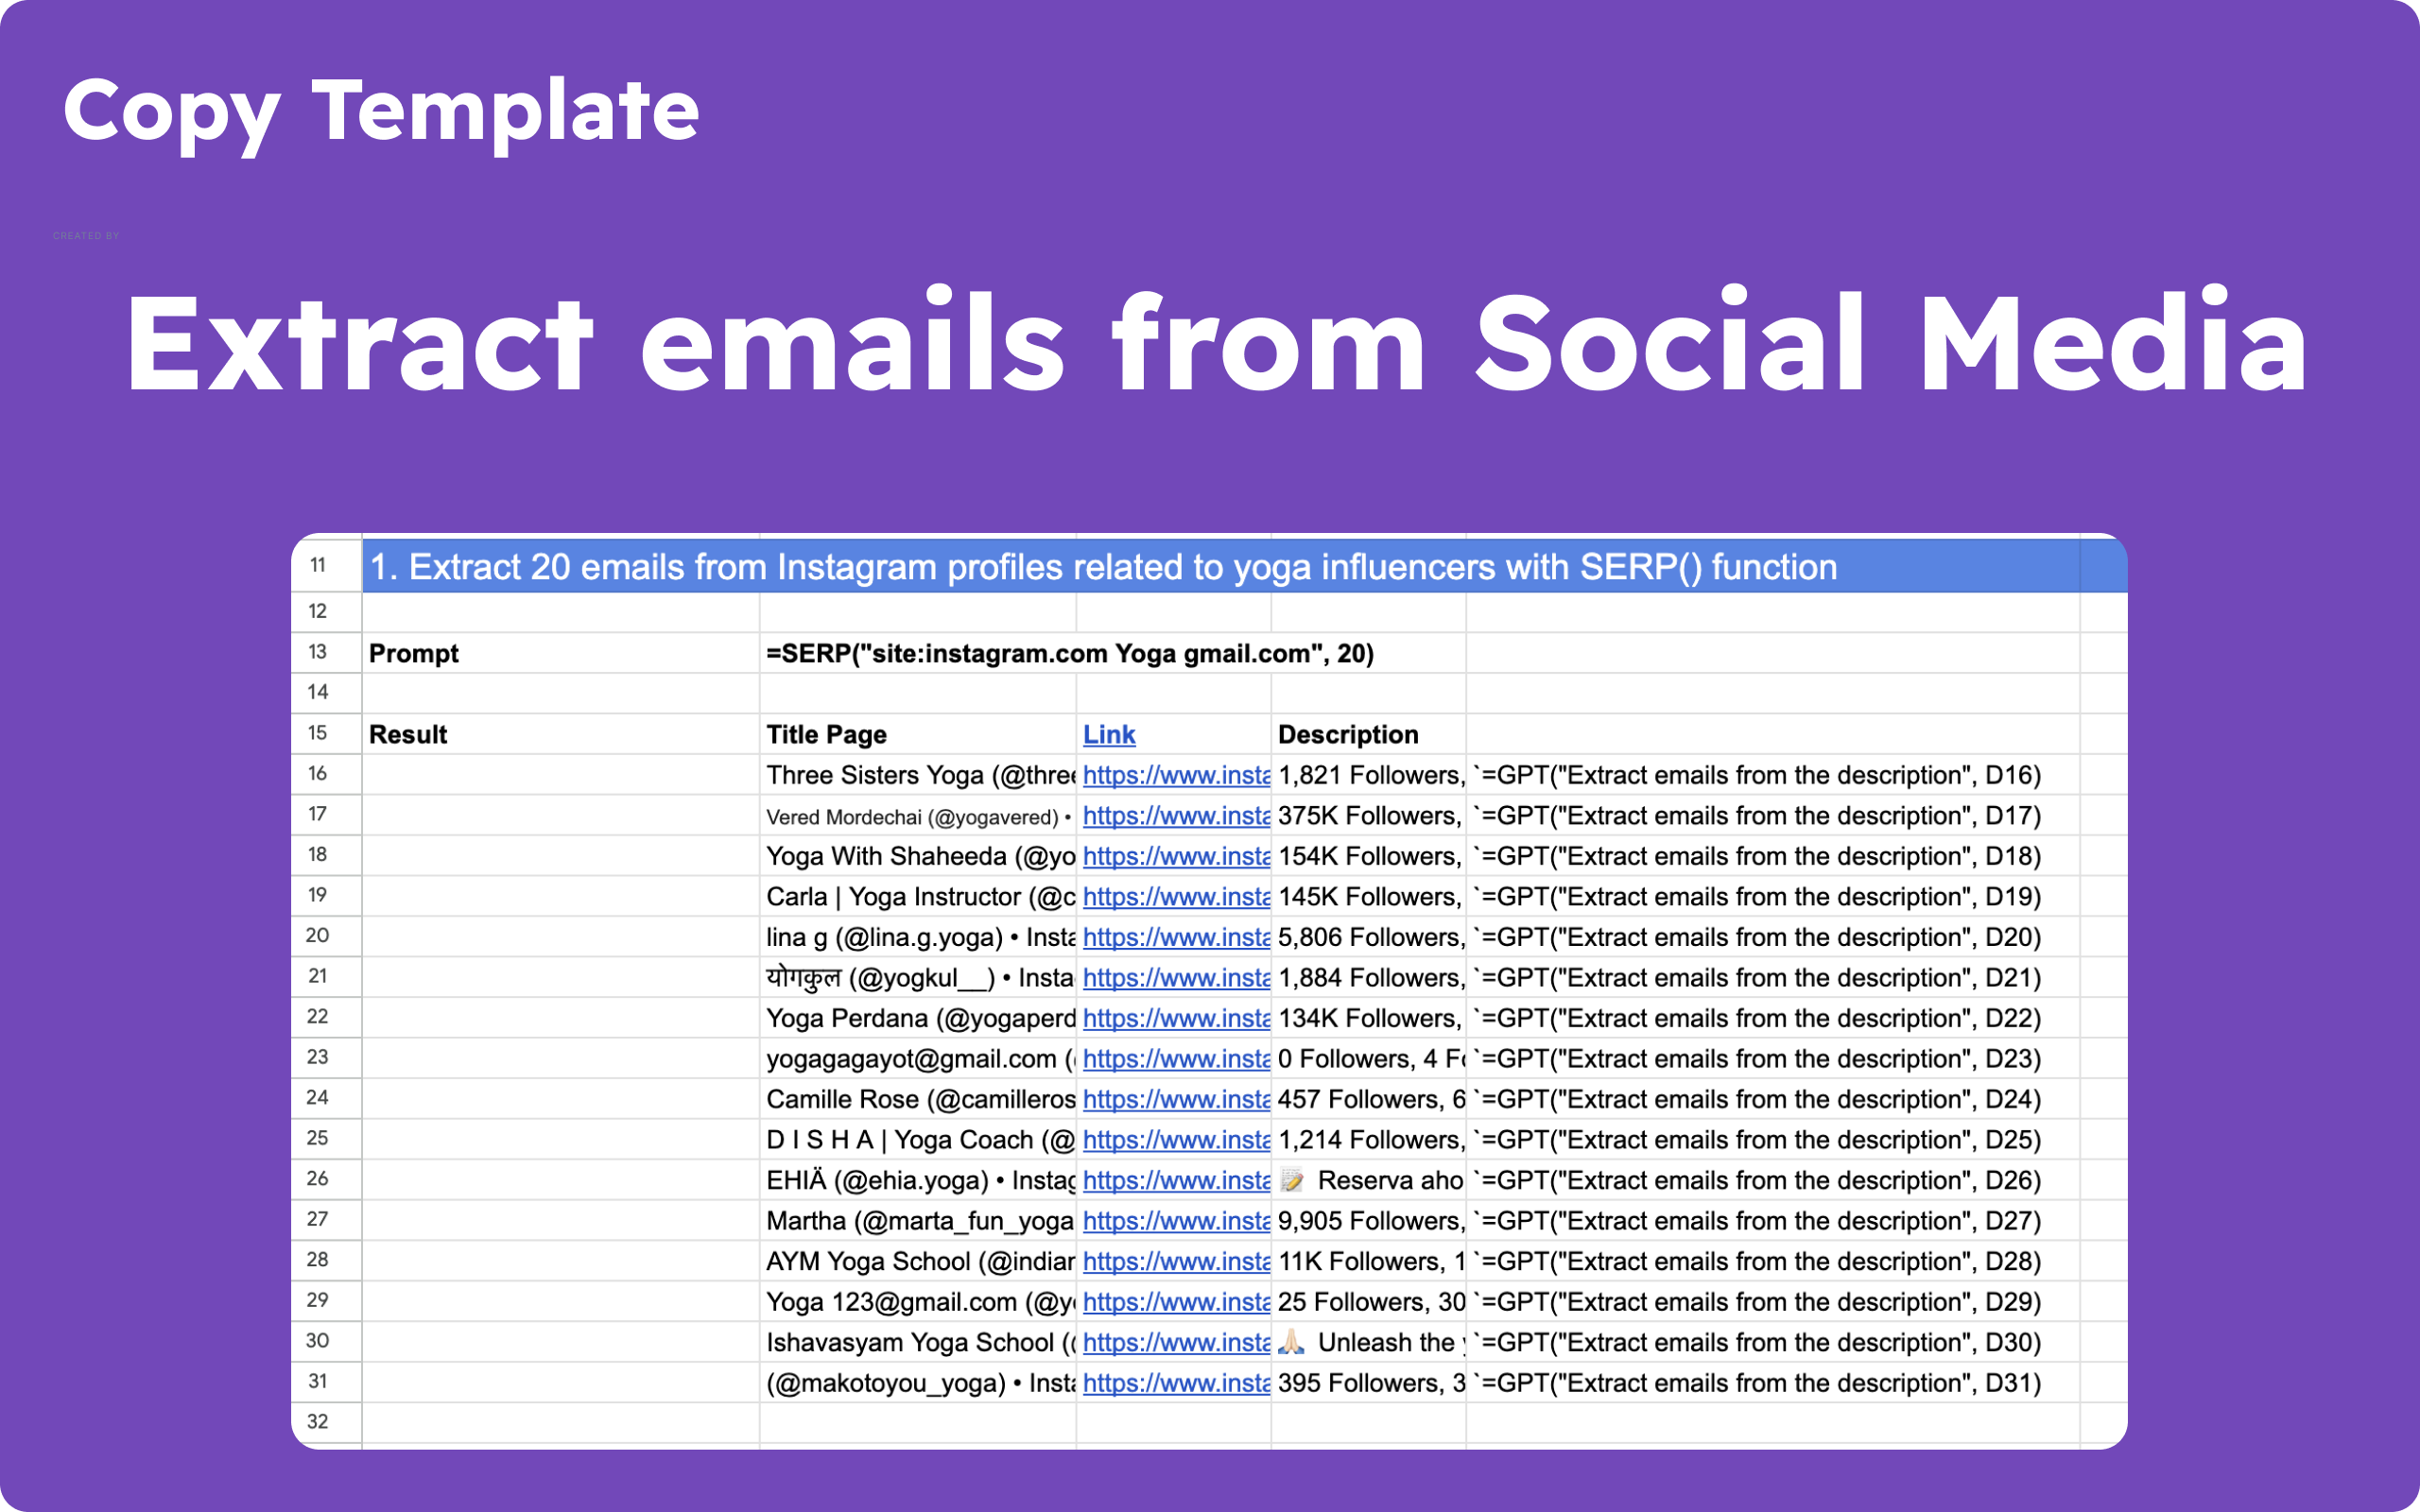 Copy Template
CREATED BY
Extract emails from Social Media
11 1. Extract 20 emails from Instagram profiles related to yoga influencers with SERP() function
12
13 Prompt =SERP("site:instagram.com Yoga gmail.com", 20)
14
15 Result Title Page Link Description
16 Three Sisters Yoga (@three https://www.insta 1,821 Followers, `=GPT("Extract emails from the description", D16)
17 Vered Mordechai (@yogavered) • https://www.insta 375K Followers, `=GPT("Extract emails from the description", D17)
18 Yoga With Shaheeda (@yo https://www.insta 154K Followers, `=GPT("Extract emails from the description", D18)
19 Carla | Yoga Instructor (@c https://www.insta 145K Followers, `=GPT("Extract emails from the description", D19)
20 lina g (@lina.g.yoga) • Insta https://www.insta 5,806 Followers, `=GPT("Extract emails from the description", D20)
21 योगकुल (@yogkul__) • Insta https://www.insta 1,884 Followers, `=GPT("Extract emails from the description", D21)
22 Yoga Perdana (@yogaperd https://www.insta 134K Followers, `=GPT("Extract emails from the description", D22)
23 yogagagayot@gmail.com ( https://www.insta 0 Followers, 4 Fo `=GPT("Extract emails from the description", D23)
24 Camille Rose (@camilleros https://www.insta 457 Followers, 6 `=GPT("Extract emails from the description", D24)
25 D I S H A | Yoga Coach (@ https://www.insta 1,214 Followers, `=GPT("Extract emails from the description", D25)
26 EHIÄ (@ehia.yoga) • Instag https://www.insta 📝 Reserva aho `=GPT("Extract emails from the description", D26)
27 Martha (@marta_fun_yoga https://www.insta 9,905 Followers, `=GPT("Extract emails from the description", D27)
28 AYM Yoga School (@indian https://www.insta 11K Followers, 1 `=GPT("Extract emails from the description", D28)
29 Yoga 123@gmail.com (@yo https://www.insta 25 Followers, 30 `=GPT("Extract emails from the description", D29)
30 Ishavasyam Yoga School (@ https://www.insta 🙏🏻 Unleash the y `=GPT("Extract emails from the description", D30)
31 (@makotoyou_yoga) • Insta https://www.insta 395 Followers, 3 `=GPT("Extract emails from the description", D31)
32